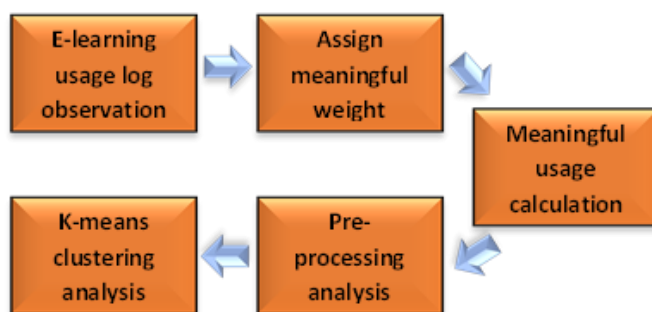 E-learning
usage log
observation
Assign
meaningful
weight
Meaningful
usage
calculation
Pre-
processing
analysis
K-means
clustering
analysis